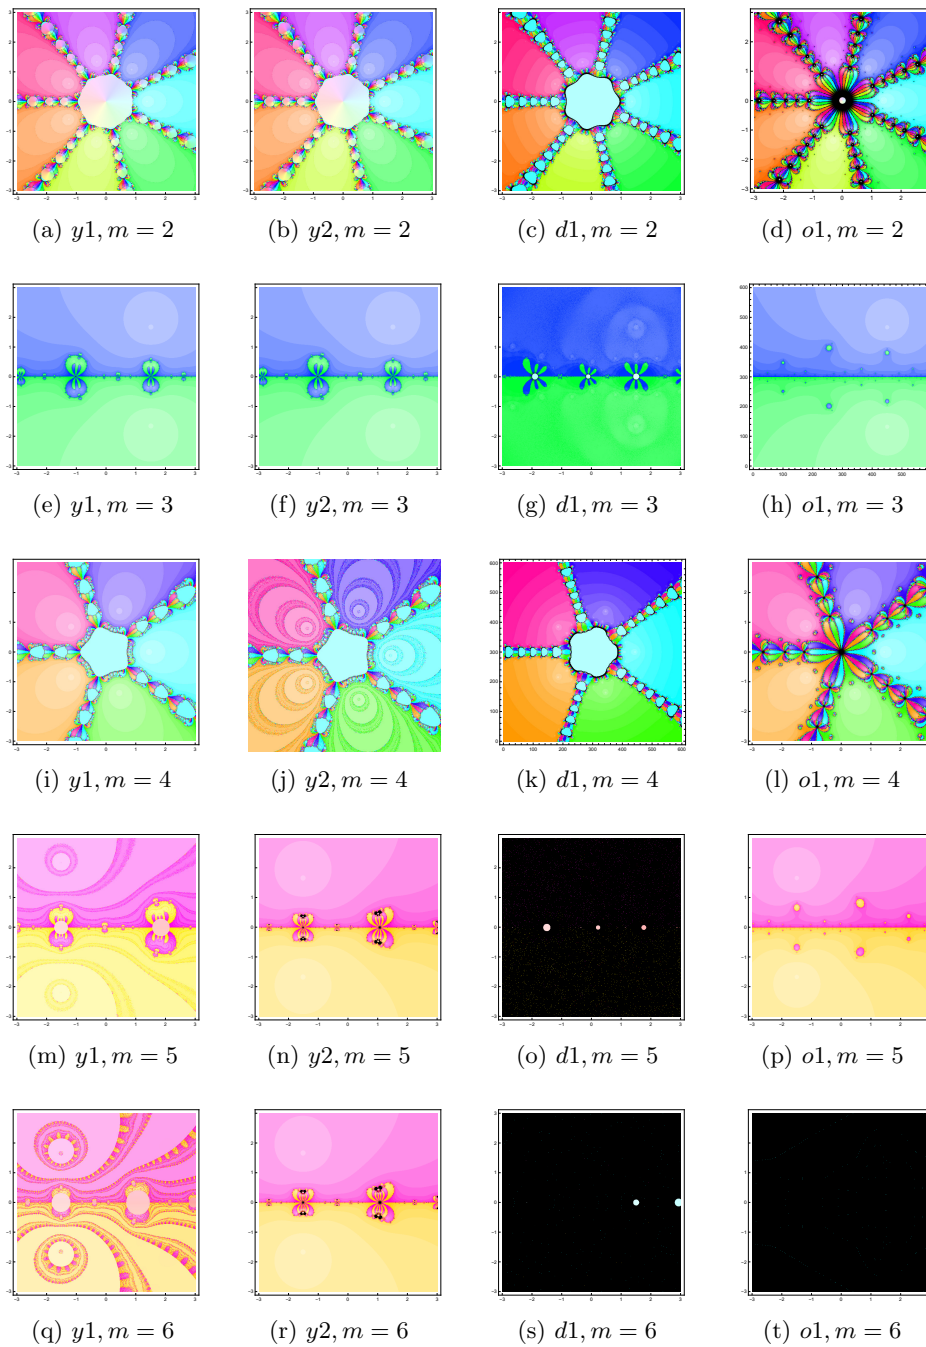 (a) y1, m = 2
(b) y2, m = 2
(c) d1, m = 2
(d) o1, m = 2
(e) y1, m = 3
(f) y2, m = 3
(g) d1, m = 3
(h) o1, m = 3
(i) y1, m = 4
(j) y2, m = 4
(k) d1, m = 4
(l) o1, m = 4
(m) y1, m = 5
(n) y2, m = 5
(o) d1, m = 5
(p) o1, m = 5
(q) y1, m = 6
(r) y2, m = 6
(s) d1, m = 6
(t) o1, m = 6